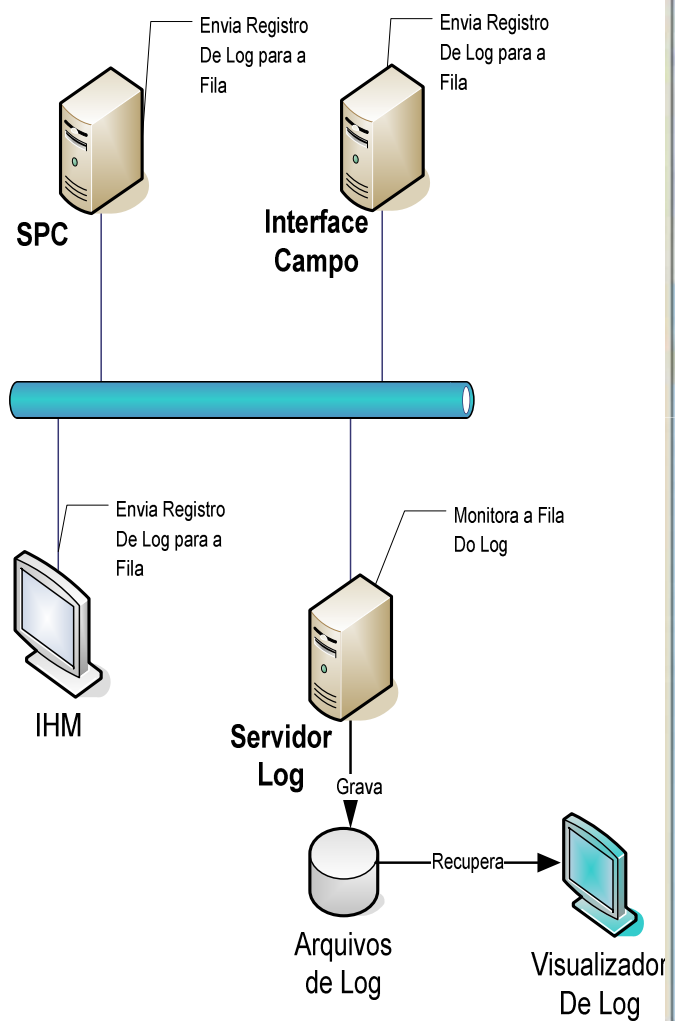 Envia Registro
De Log para a
Fila
Envia Registro
De Log para a
Fila
SPC
Interface
Campo
Envia Registro
De Log para a
Fila
Monitora a Fila
Do Log
IHM
Servidor
Log
Grava
Recupera
Arquivos
de Log
Visualizador
De Log